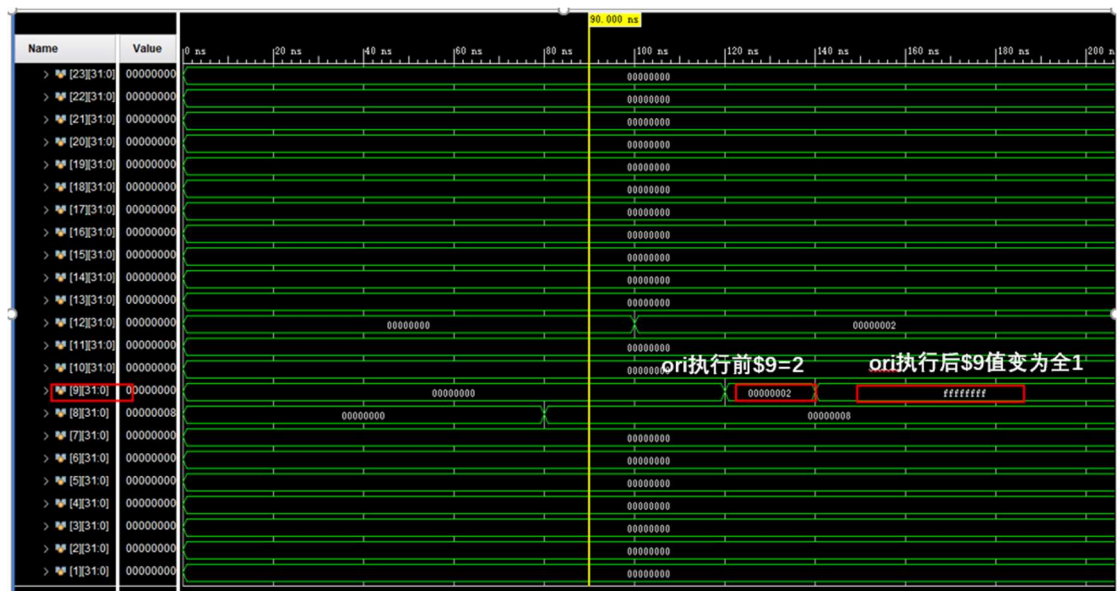 90.000 ns
Name Value
0 ns 20 ns 40 ns 60 ns 80 ns 100 ns 120 ns 140 ns 160 ns 180 ns 200 n
[23][31:0] 00000000 00000000
[22][31:0] 00000000 00000000
[21][31:0] 00000000 00000000
[20][31:0] 00000000 00000000
[19][31:0] 00000000 00000000
[18][31:0] 00000000 00000000
[17][31:0] 00000000 00000000
[16][31:0] 00000000 00000000
[15][31:0] 00000000 00000000
[14][31:0] 00000000 00000000
[13][31:0] 00000000 00000000
[12][31:0] 00000000 00000000 00000002
[11][31:0] 00000000 00000000
ori执行前$9=2 ori执行后$9值变为全1
[10][31:0] 00000000 00000000
[9][31:0] 00000000 00000000 00000002 ffffffff
[8][31:0] 00000008 00000000 00000008
[7][31:0] 00000000 00000000
[6][31:0] 00000000 00000000
[5][31:0] 00000000 00000000
[4][31:0] 00000000 00000000
[3][31:0] 00000000 00000000
[2][31:0] 00000000 00000000
[1][31:0] 00000000 00000000